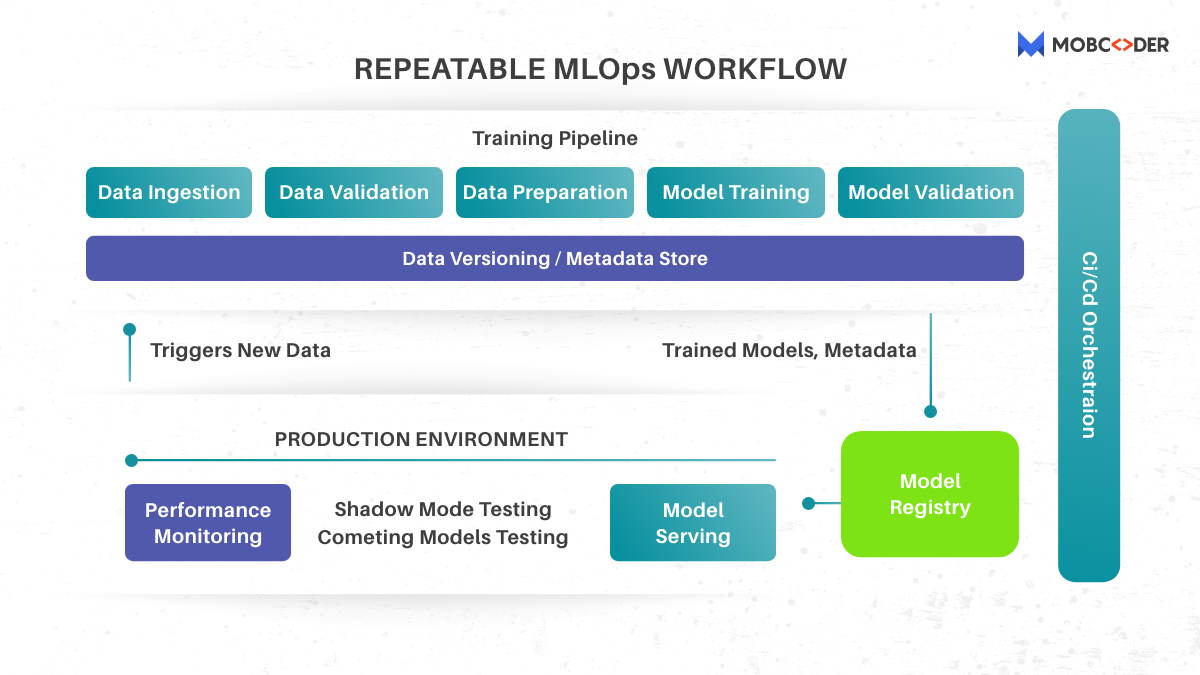 MOBC<>DER
REPEATABLE MLOps WORKFLOW
Training Pipeline
Data Ingestion
Data Validation
Data Preparation
Model Training
Model Validation
Data Versioning / Metadata Store
Triggers New Data
Trained Models, Metadata
Ci/Cd Orchestraion
PRODUCTION ENVIRONMENT
Performance
Monitoring
Shadow Mode Testing
Cometing Models Testing
Model
Serving
Model
Registry